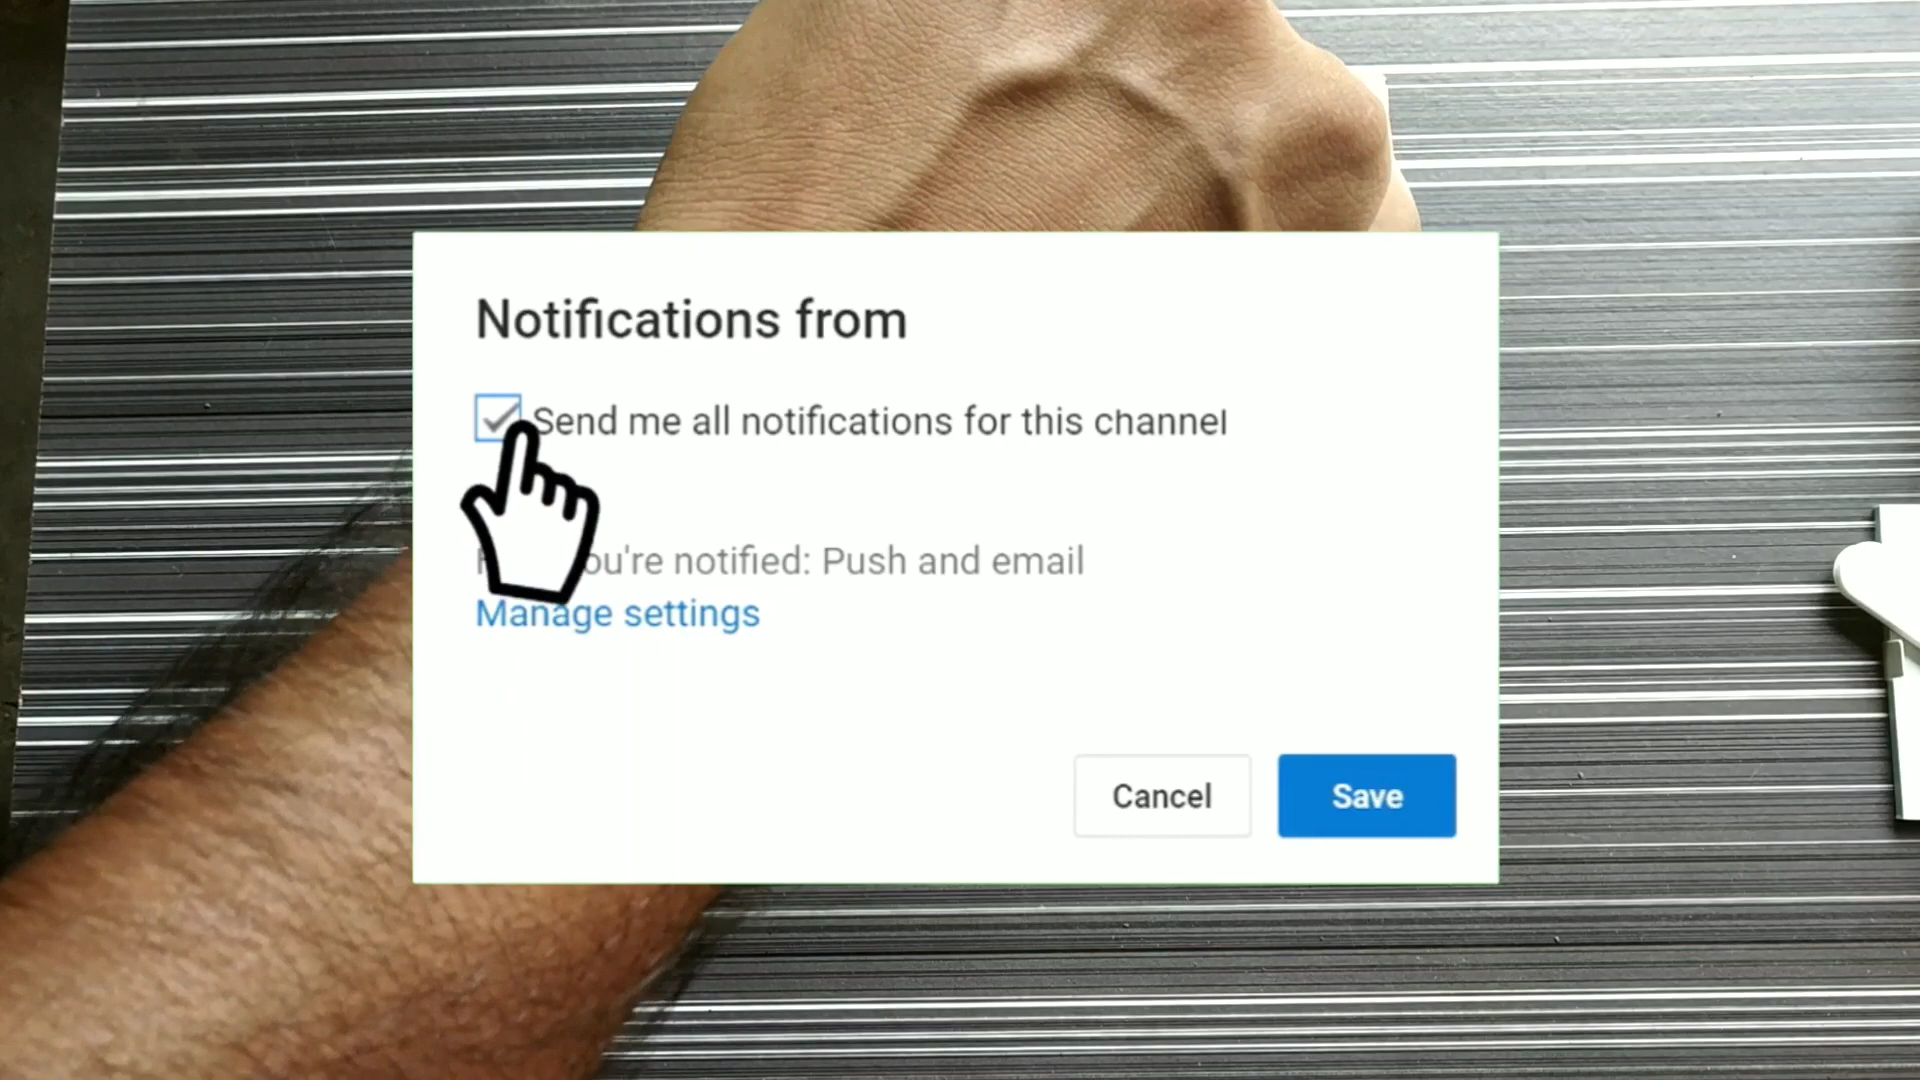 Notifications from
Send me all notifications for this channel
ou're notified: Push and email
Manage settings
Cancel
Save